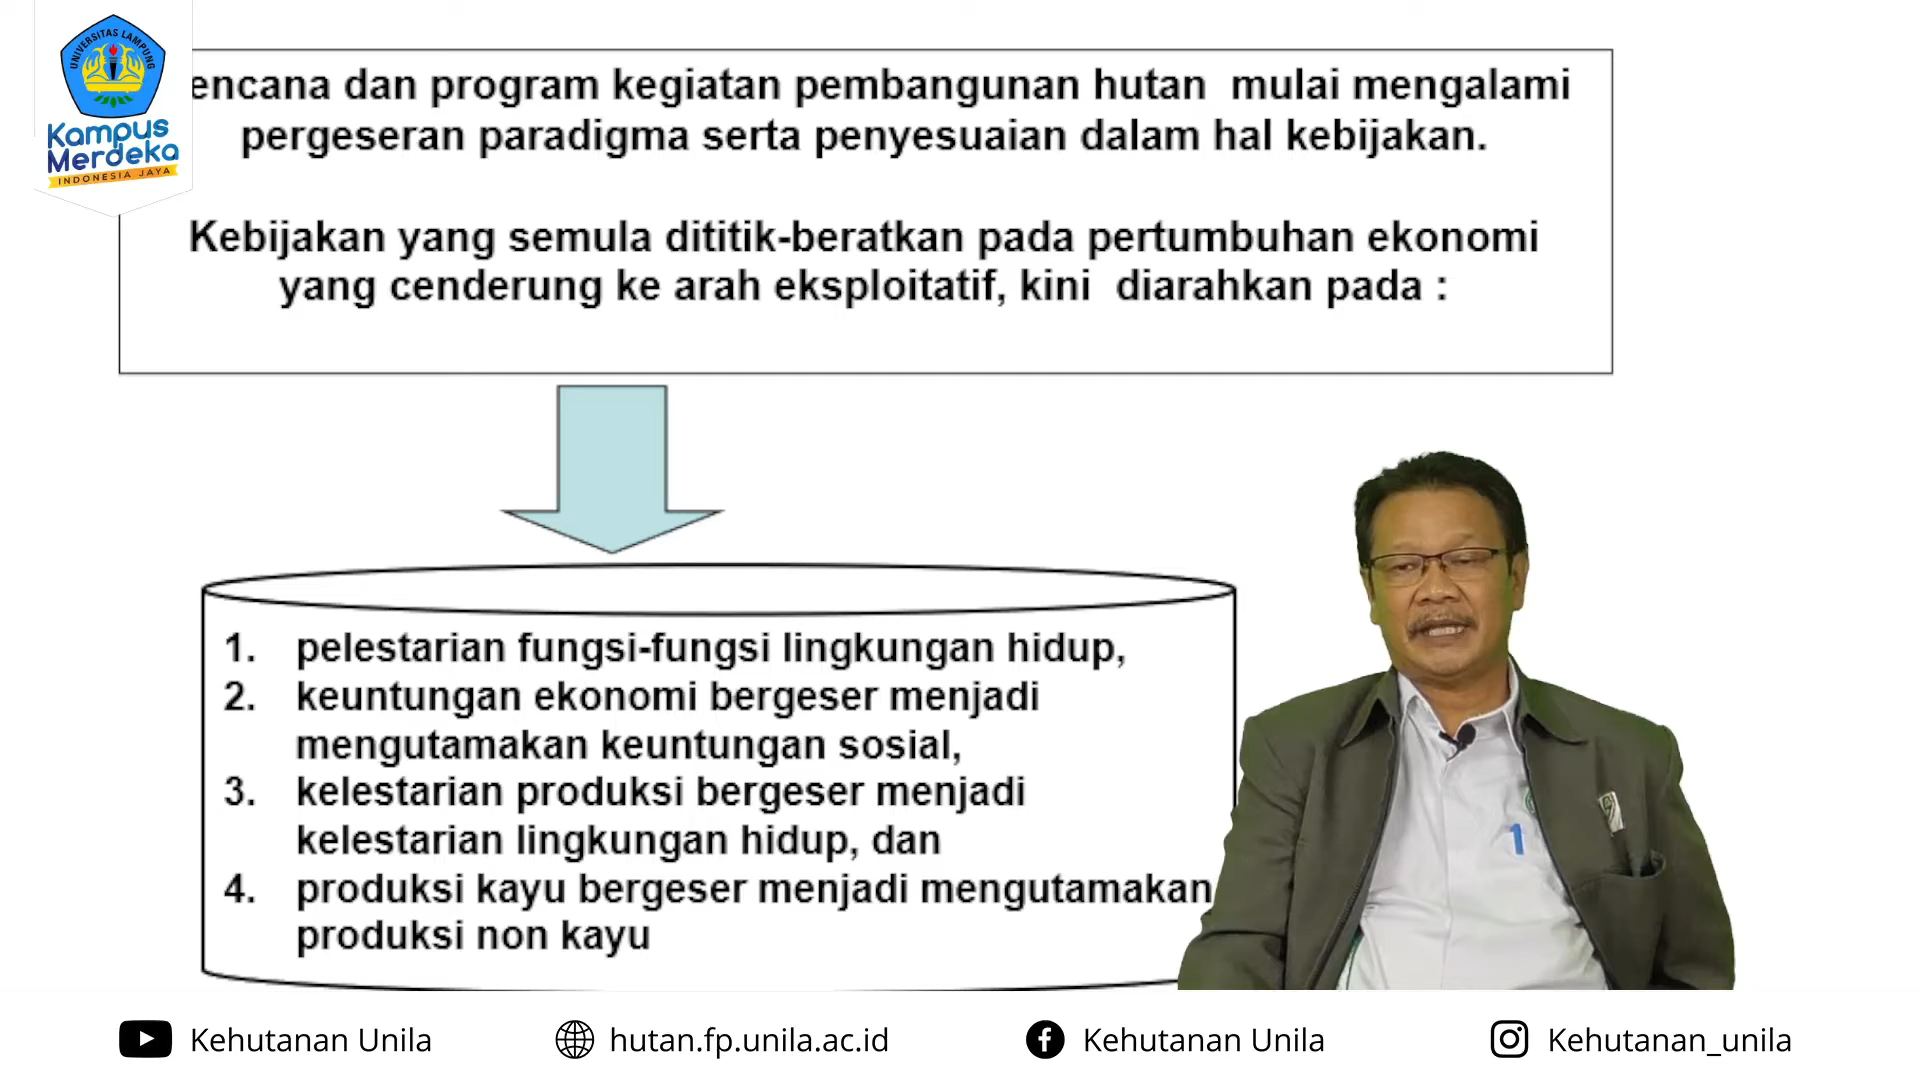 UNIVERSITAS LAMPUNG
Kampus
Merdeka
INDONESIA JAYA
encana dan program kegiatan pembangunan hutan mulai mengalami
pergeseran paradigma serta penyesuaian dalam hal kebijakan.
Kebijakan yang semula dititik-beratkan pada pertumbuhan ekonomi
yang cenderung ke arah eksploitatif, kini diarahkan pada :
1. pelestarian fungsi-fungsi lingkungan hidup,
2. keuntungan ekonomi bergeser menjadi
mengutamakan keuntungan sosial,
3. kelestarian produksi bergeser menjadi
kelestarian lingkungan hidup, dan
4. produksi kayu bergeser menjadi mengutamakan
produksi non kayu
Kehutanan Unila
hutan.fp.unila.ac.id
Kehutanan Unila
Kehutanan_unila